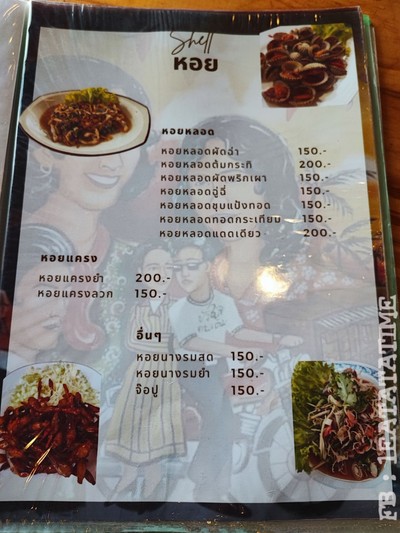 Shell
หอย
หอยหลอด
หอยหลอดผัดฉ่า 150.-
หอยหลอดต้มกระทิ 200.-
หอยหลอดผัดพริกเผา 150.-
หอยหลอดฉู่ฉี่ 150.-
หอยหลอดชุบแป้งทอด 150.-
หอยหลอดทอดกระเทียม 150.-
หอยหลอดแดดเดียว 200.-
หอยแครง
หอยแครงยำ 200.-
หอยแครงลวก 150.-
อื่นๆ
หอยนางรมสด 150.-
หอยนางรมยำ 150.-
จ๊อปู 150.-
FB : 1EATATATIME